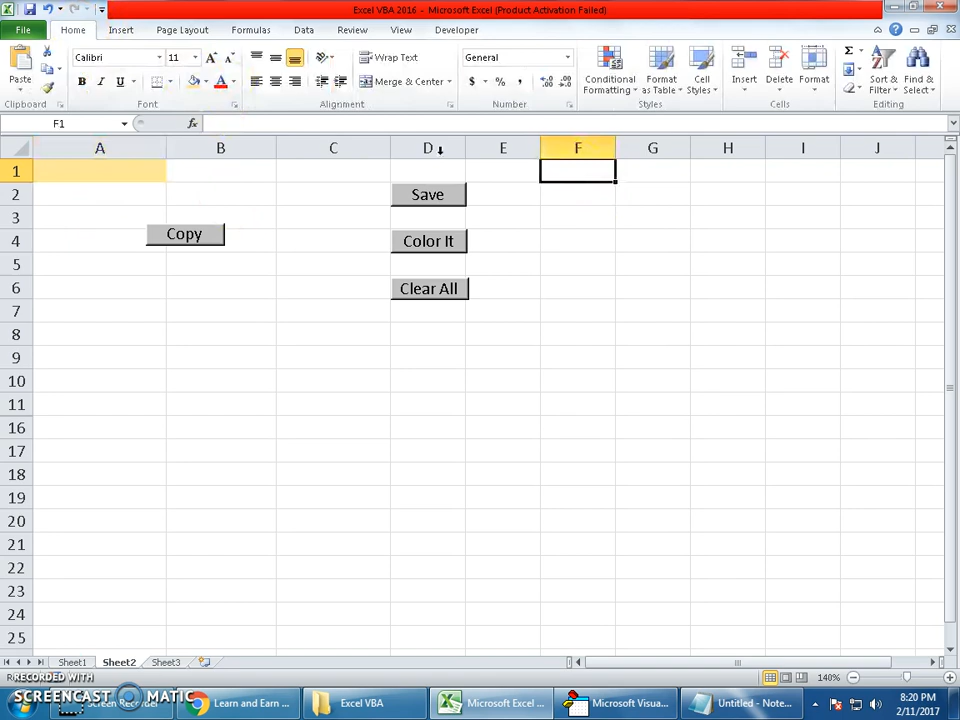 Excel VBA 2016 - Microsoft Excel (Product Activation Failed)
File Home Insert Page Layout Formulas Data Review View Developer
Calibri 11 Wrap Text General
Paste Merge & Center Conditional Formatting Format as Table Cell Styles Insert Delete Format Sort & Filter Find & Select
Clipboard Font Alignment Number Styles Cells Editing
F1 fx
A B C D E F G H I J
1
2 Save
3
4 Copy Color It
5
6 Clear All
7
8
9
10
11
16
17
18
19
20
21
22
23
24
25
Sheet1 Sheet2 Sheet3
RECORDED WITH 140%
SCREENCAST MATIC
Screen Recorder Learn and Earn ... Excel VBA Microsoft Excel ... Microsoft Visua... Untitled - Note...
8:20 PM
2/11/2017